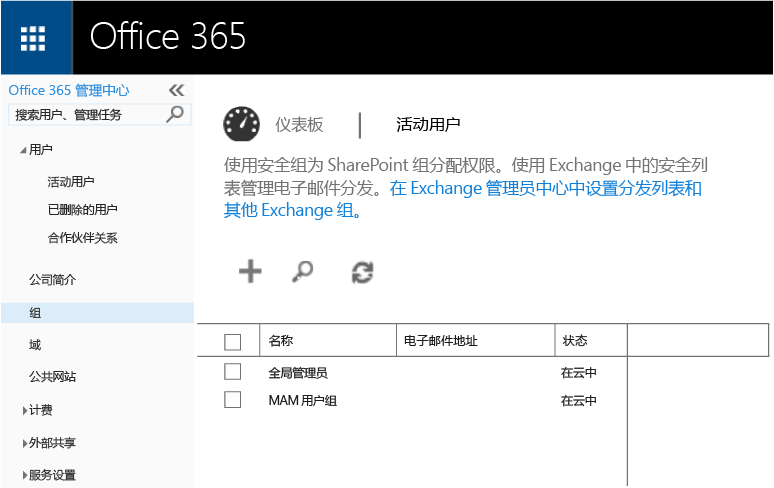 Office 365
Office 365 管理中心
搜索用户、管理任务
用户
活动用户
已删除的用户
合作伙伴关系
公司简介
组
域
公共网站
计费
外部共享
服务设置
仪表板 | 活动用户
使用安全组为 SharePoint 组分配权限。使用 Exchange 中的安全列
表管理电子邮件分发。在 Exchange 管理员中心中设置分发列表和
其他 Exchange 组。
名称 电子邮件地址 状态
全局管理员 在云中
MAM 用户组 在云中